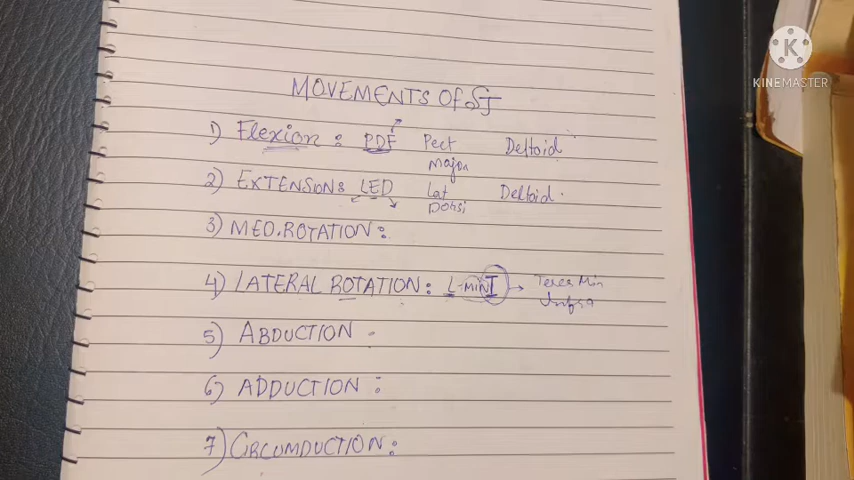 KINEMASTER
MOVEMENTS Of SJ
1) Flexion : PDF Pect Deltoid
Major
2) EXTENSION: LED Lat Deltoid
Dorsi
3) MED. ROTATION :
4) LATERAL ROTATION : L-MINI → Teres Min
Infra
5) ABDUCTION -
6) ADDUCTION :
7) CIRCUMDUCTION :